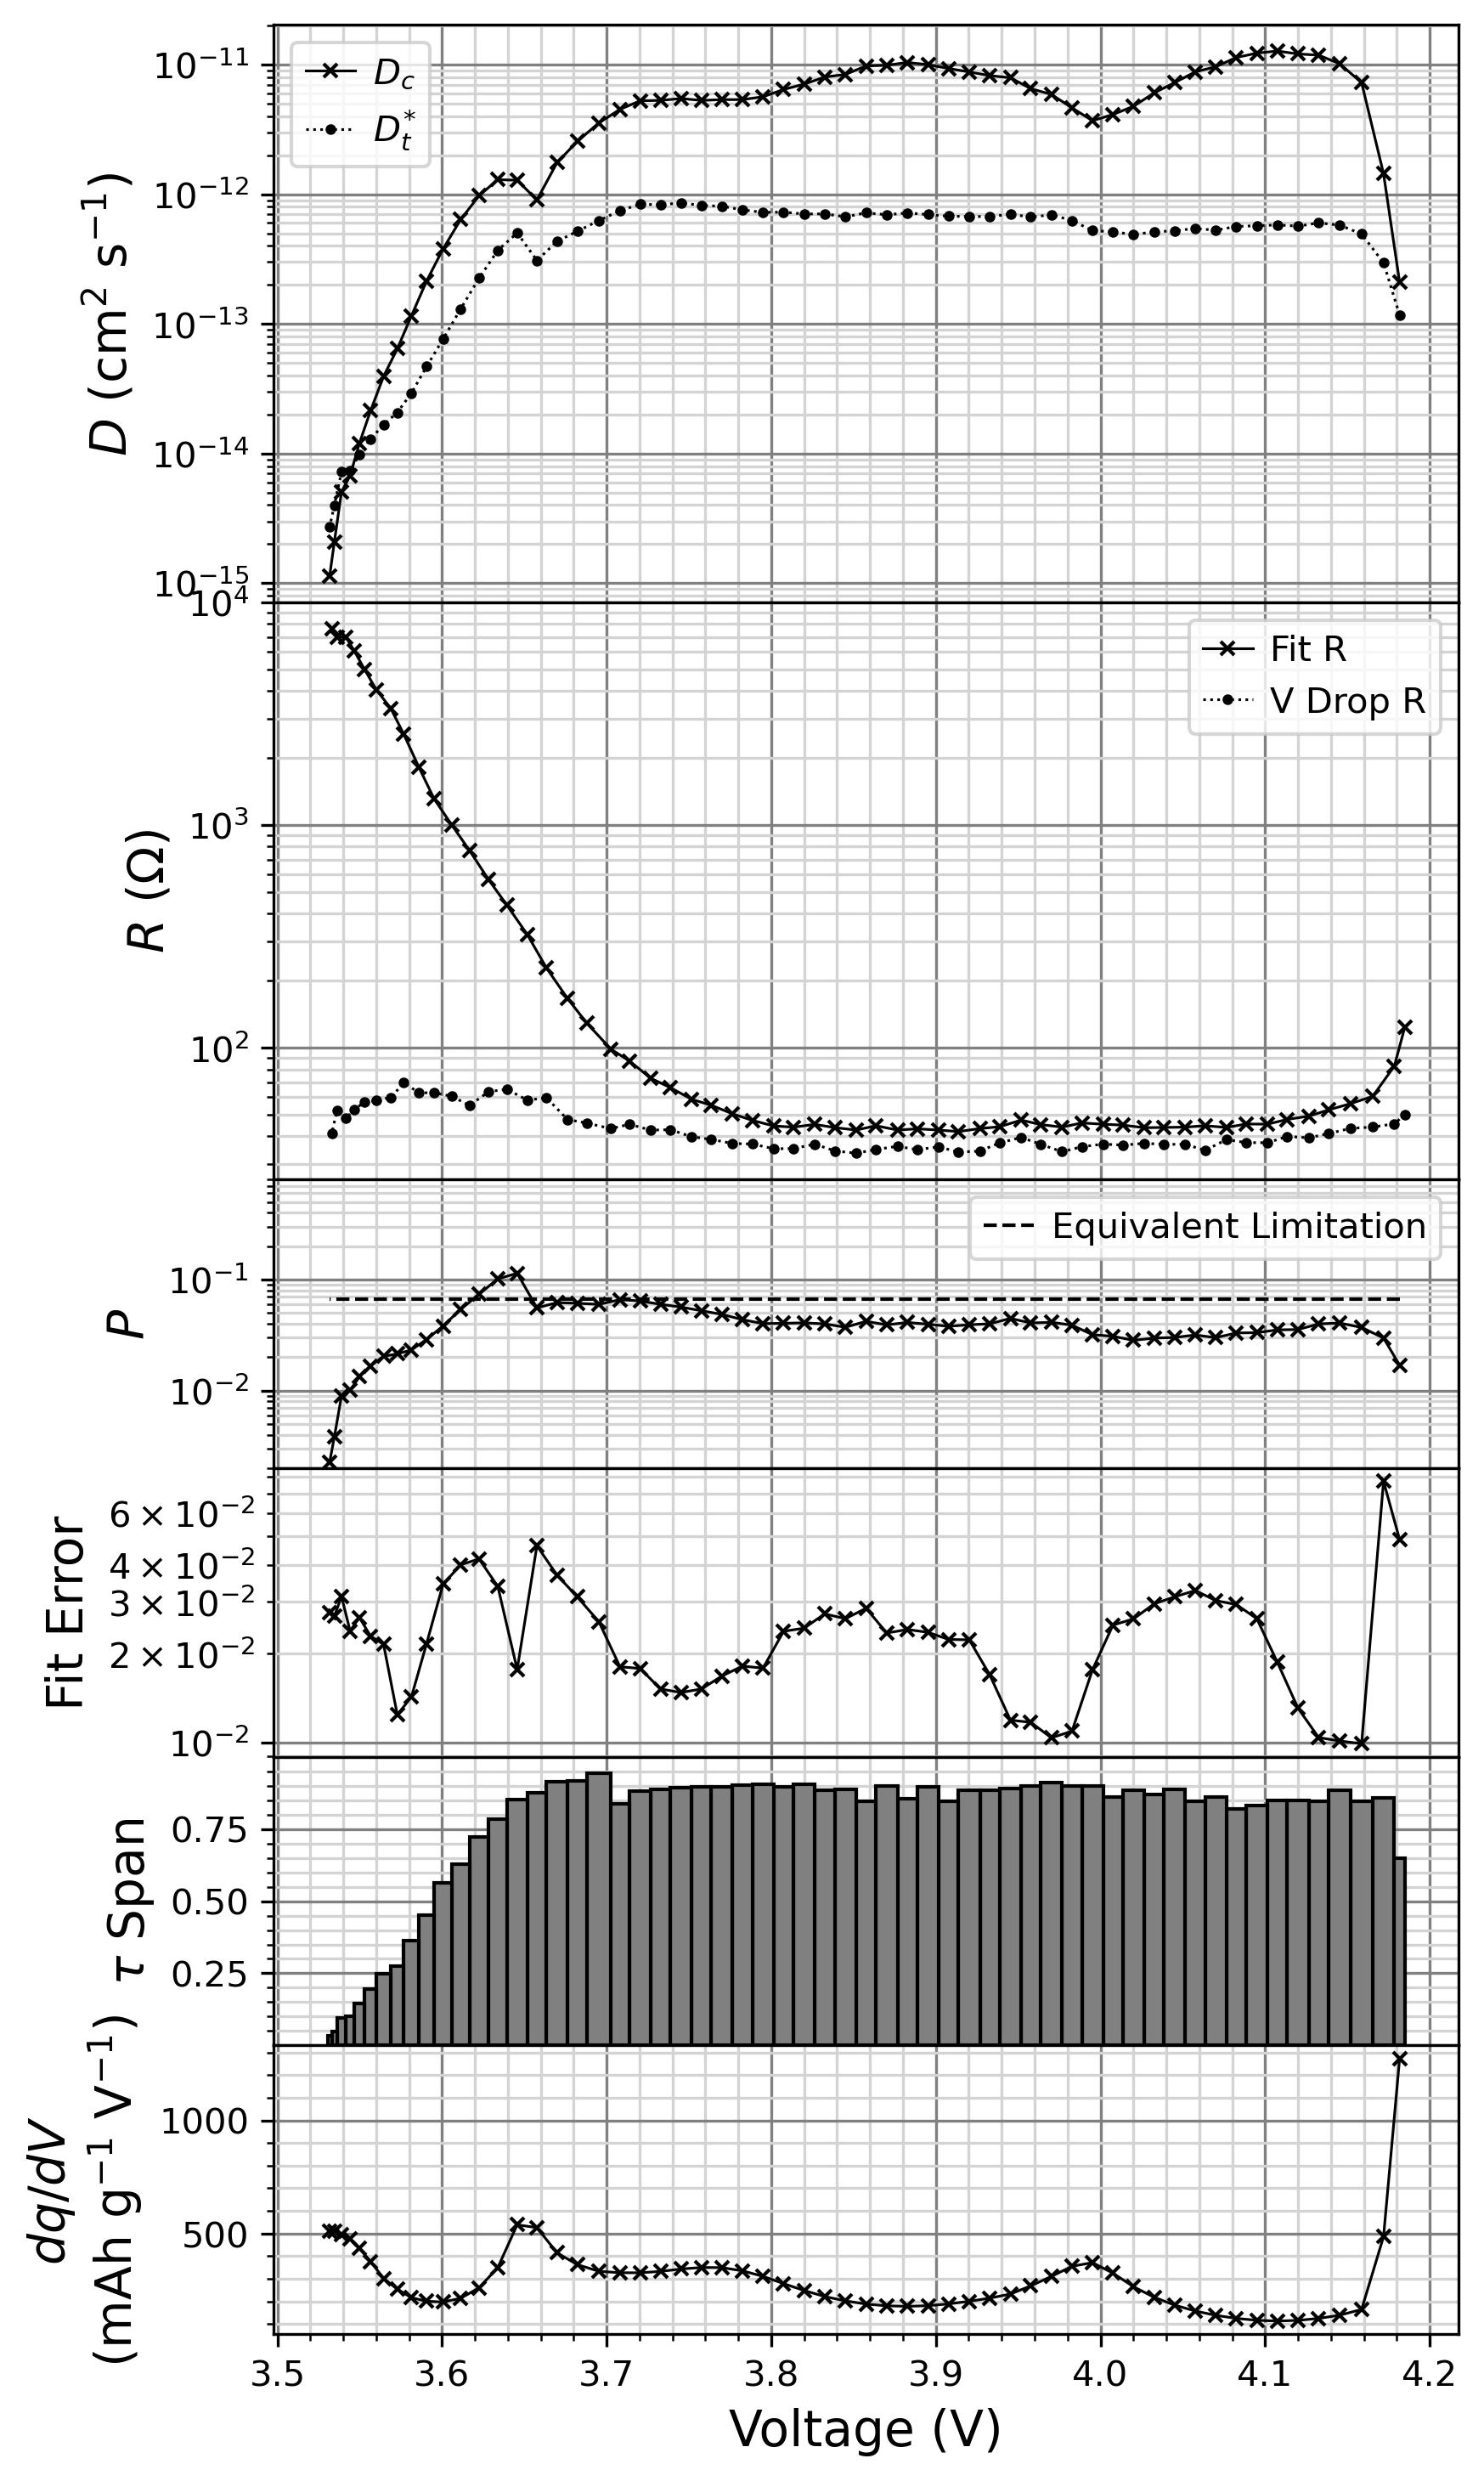 10⁻¹¹
10⁻¹²
10⁻¹³
10⁻¹⁴
10⁻¹⁵
D (cm² s⁻¹)
D_c
D_t^*
10⁴
10³
10²
R (Ω)
Fit R
V Drop R
10⁻¹
10⁻²
P
Equivalent Limitation
6 × 10⁻²
4 × 10⁻²
3 × 10⁻²
2 × 10⁻²
10⁻²
Fit Error
0.75
0.50
0.25
τ Span
1000
500
dq/dV
(mAh g⁻¹ V⁻¹)
3.5 3.6 3.7 3.8 3.9 4.0 4.1 4.2
Voltage (V)